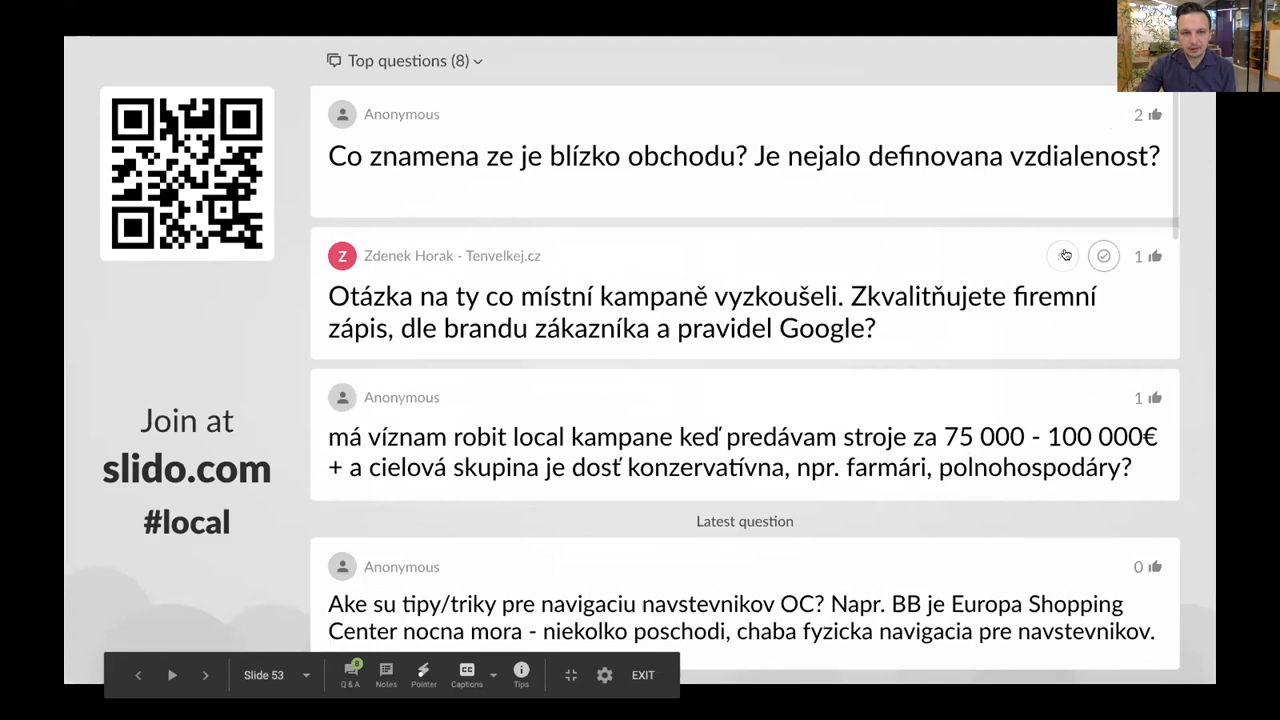 Top questions (8)
Anonymous
2
Co znamena ze je blízko obchodu? Je nejalo definovana vzdialenost?
Z
Zdenek Horak - Tenvelkej.cz
1
Otázka na ty co místní kampaně vyzkoušeli. Zkvalitňujete firemní
zápis, dle brandu zákazníka a pravidel Google?
Anonymous
1
má víznam robit local kampane keď predávam stroje za 75 000 - 100 000€
+ a cielová skupina je dosť konzervatívna, npr. farmári, polnohospodáry?
Join at
slido.com
#local
Latest question
Anonymous
0
Ake su tipy/triky pre navigaciu navstevnikov OC? Napr. BB je Europa Shopping
Center nocna mora - niekolko poschodi, chaba fyzicka navigacia pre navstevnikov.
Slide 53
8
Q & A
Notes
Pointer
CC
Captions
Tips
EXIT